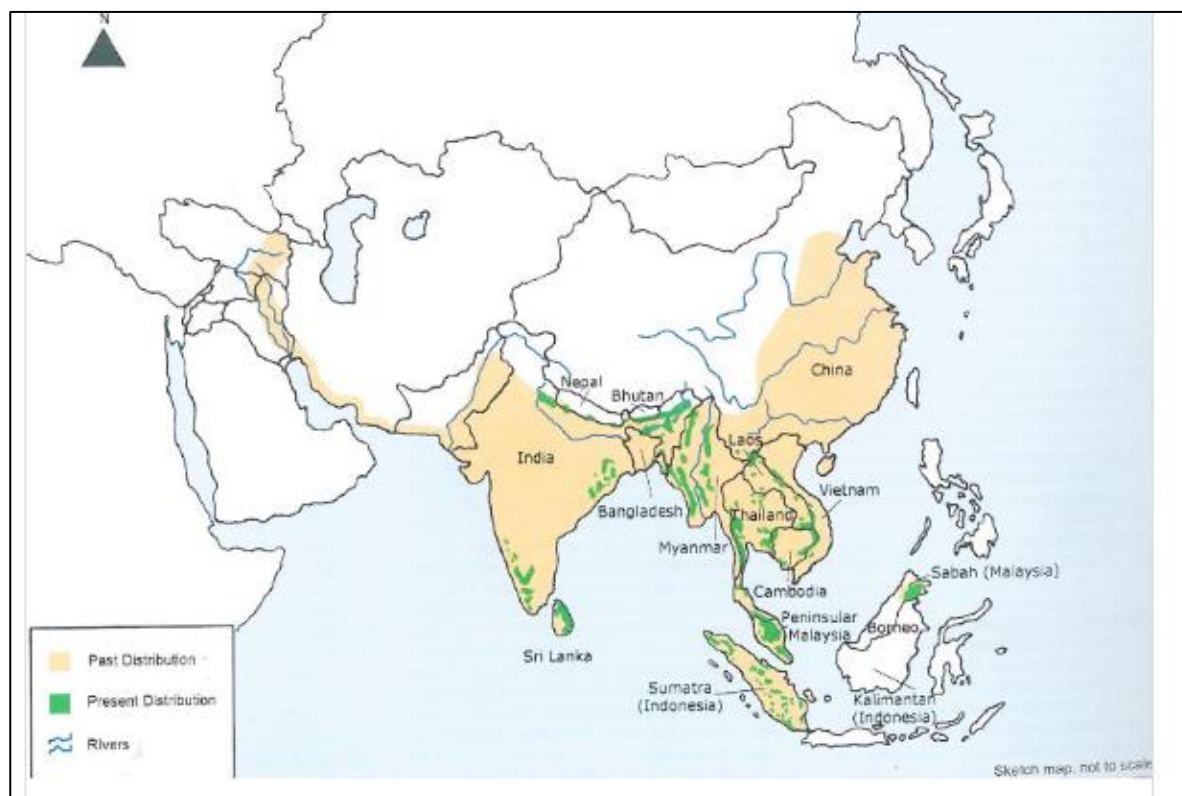 N
Nepal
Bhutan
China
India
Laos
Bangladesh
Vietnam
Thailand
Myanmar
Sabah (Malaysia)
Cambodia
Peninsular
Malaysia
Borneo
Sri Lanka
Sumatra
(Indonesia)
Kalimantan
(Indonesia)
Past Distribution
Present Distribution
Rivers
Sketch map, not to scale